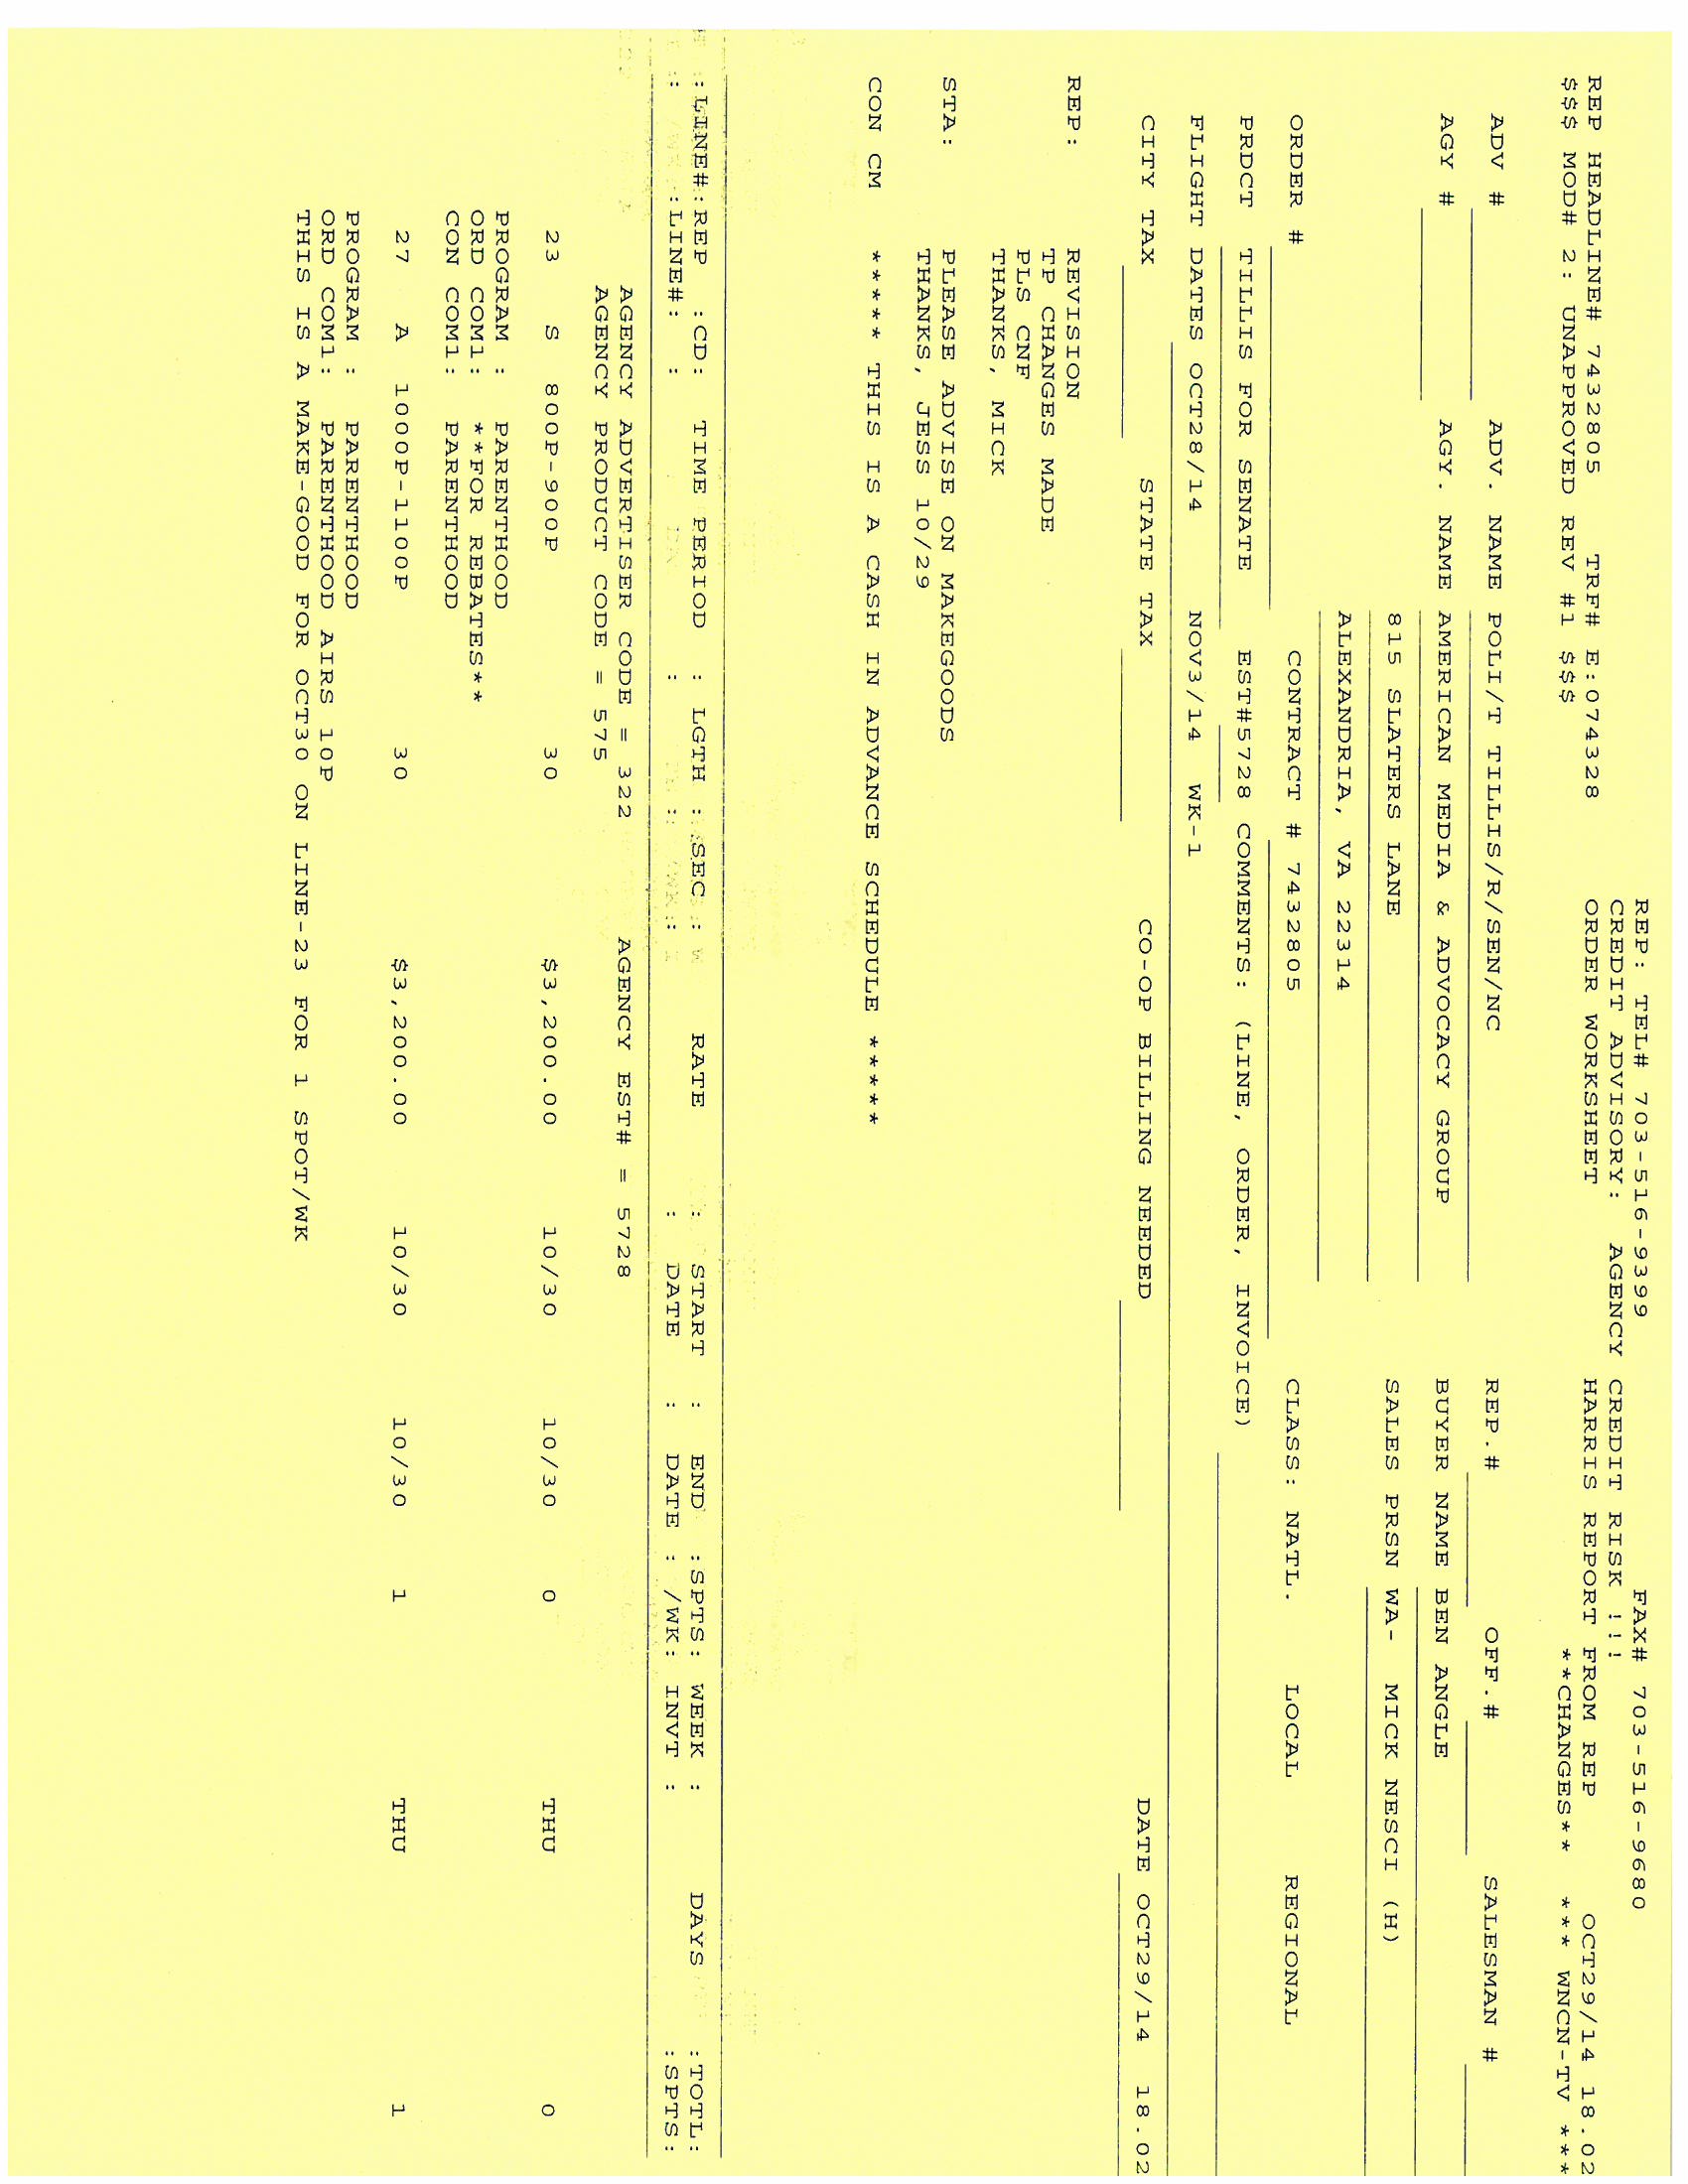 REP: TEL# 703-516-9399 FAX# 703-516-9680
CREDIT ADVISORY: AGENCY CREDIT RISK !!!
REP HEADLINE# 7432805 TRF# E:074328 ORDER WORKSHEET HARRIS REPORT FROM REP OCT29/14 18.02
$$$ MOD# 2: UNAPPROVED REV #1 $$$ **CHANGES** *** WNCN-TV ***
ADV # ADV. NAME POLI/T TILLIS/R/SEN/NC REP.# OFF.# SALESMAN #
AGY # AGY. NAME AMERICAN MEDIA & ADVOCACY GROUP BUYER NAME BEN ANGLE
815 SLATERS LANE SALES PRSN WA- MICK NESCI (H)
ALEXANDRIA, VA 22314
ORDER # CONTRACT # 7432805 CLASS: NATL. LOCAL REGIONAL
PRDCT TILLIS FOR SENATE EST#5728 COMMENTS: (LINE, ORDER, INVOICE)
FLIGHT DATES OCT28/14 NOV3/14 WK-1
CITY TAX STATE TAX CO-OP BILLING NEEDED DATE OCT29/14 18.02
REP: REVISION
TP CHANGES MADE
PLS CNF
THANKS, MICK
STA: PLEASE ADVISE ON MAKEGOODS
THANKS, JESS 10/29
CON CM ***** THIS IS A CASH IN ADVANCE SCHEDULE *****
:LINE#:REP :CD: TIME PERIOD : LGTH :SEC : RATE : START : END :SPTS: WEEK : DAYS :TOTL:
: :LINE#: : : : : DATE : DATE : /WK: INVT : :SPTS:
AGENCY ADVERTISER CODE = 322 AGENCY EST# = 5728
AGENCY PRODUCT CODE = 575
23 S 800P-900P 30 $3,200.00 10/30 10/30 0 THU 0
PROGRAM : PARENTHOOD
ORD COM1: **FOR REBATES**
CON COM1: PARENTHOOD
27 A 1000P-1100P 30 $3,200.00 10/30 10/30 1 THU 1
PROGRAM : PARENTHOOD
ORD COM1: PARENTHOOD AIRS 10P
THIS IS A MAKE-GOOD FOR OCT30 ON LINE-23 FOR 1 SPOT/WK